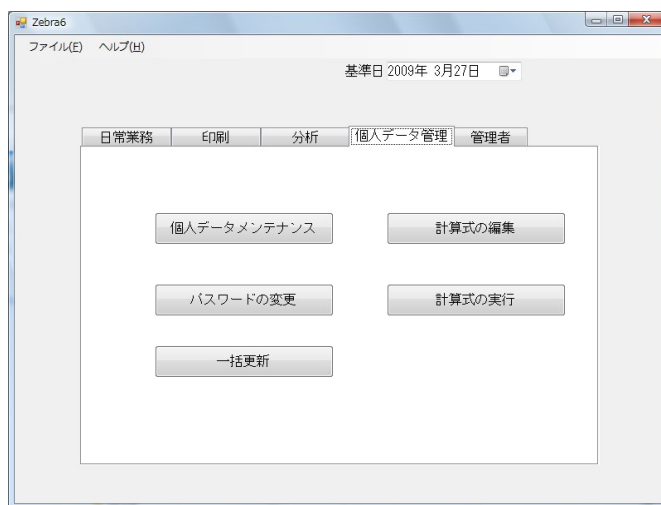 Zebra6
ファイル(F) ヘルプ(H)
基準日 2009年 3月27日
日常業務 印刷 分析 個人データ管理 管理者
個人データメンテナンス 計算式の編集
パスワードの変更 計算式の実行
一括更新